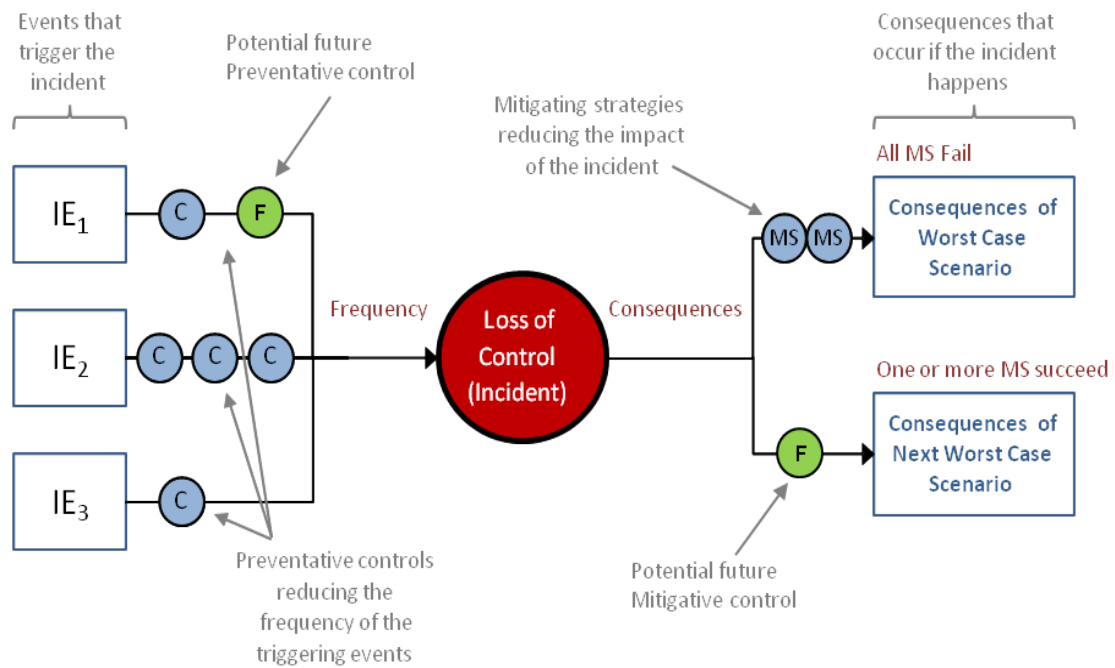 Events that
trigger the
incident
Potential future
Preventative control
Consequences that
occur if the incident
happens
Mitigating strategies
reducing the impact
of the incident
All MS Fail
IE1
C
F
MS
MS
Consequences of
Worst Case
Scenario
Frequency
Loss of
Control
(Incident)
Consequences
IE2
C
C
C
One or more MS succeed
Consequences of
Next Worst Case
Scenario
F
IE3
C
Preventative controls
reducing the
frequency of the
triggering events
Potential future
Mitigative control